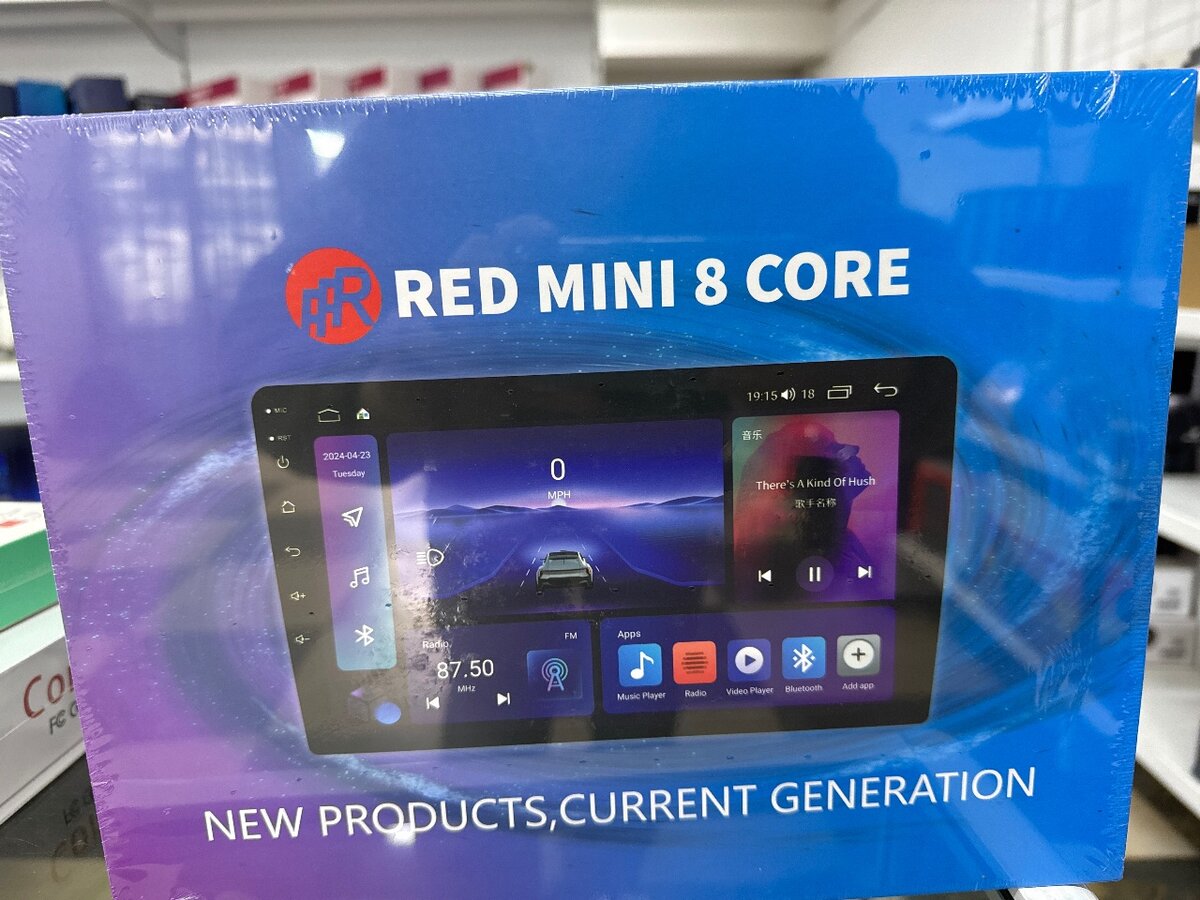 RED MINI 8 CORE
MIC
19:15 18
RST
2024-04-23
Tuesday
0
MPH
音乐
There's A Kind Of Hush
歌手名称
Radio
FM
87.50
MHz
Apps
Music Player
Radio
Video Player
Bluetooth
Add app
NEW PRODUCTS,CURRENT GENERATION
FC